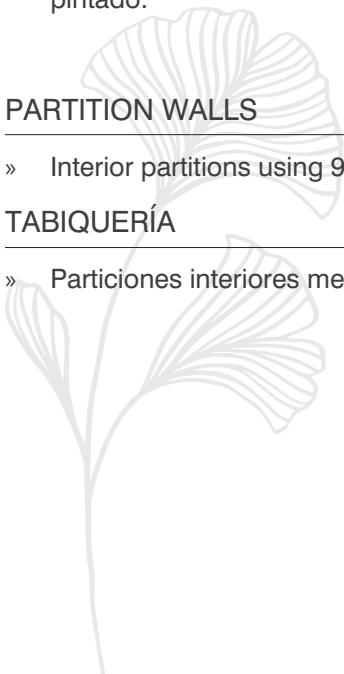 pintado.
PARTITION WALLS
» Interior partitions using 9
TABIQUERÍA
» Particiones interiores me